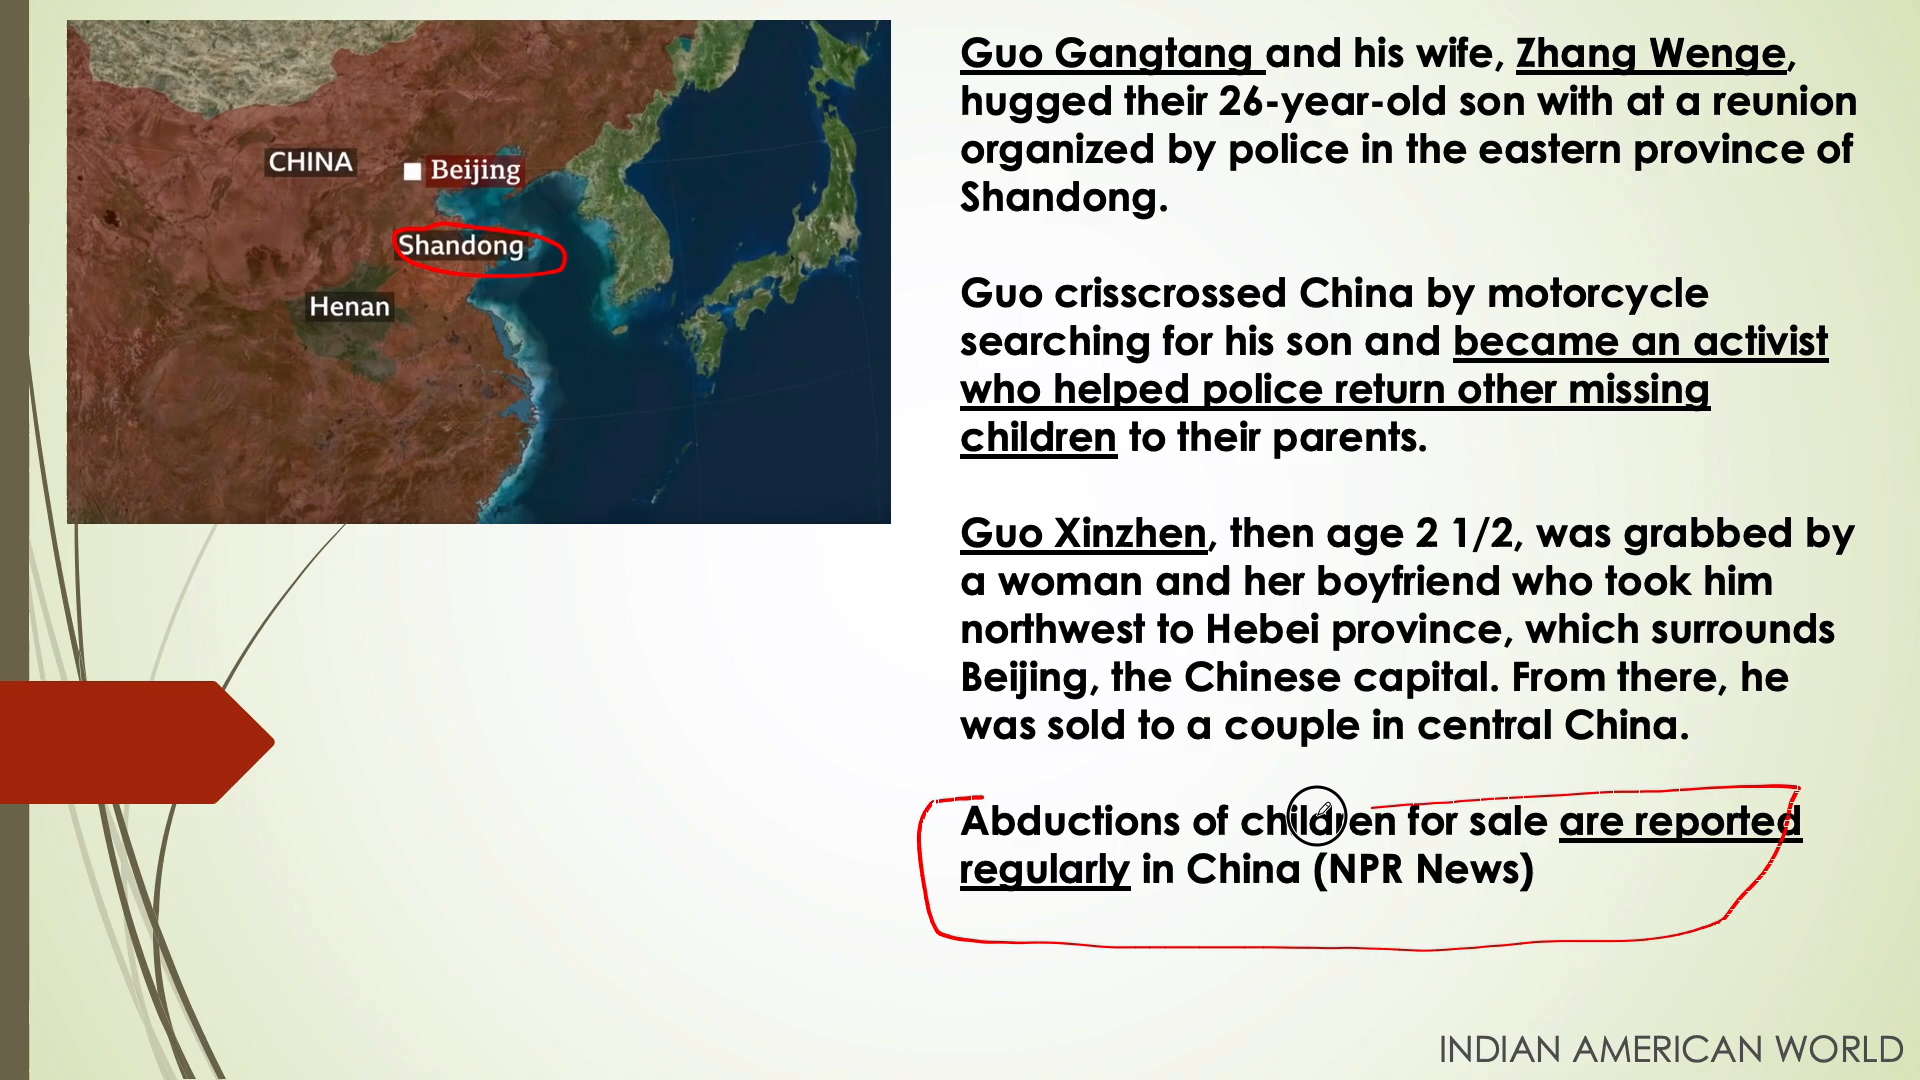 CHINA
Beijing
Shandong
Henan
Guo Gangtang and his wife, Zhang Wenge,
hugged their 26-year-old son with at a reunion
organized by police in the eastern province of
Shandong.
Guo crisscrossed China by motorcycle
searching for his son and became an activist
who helped police return other missing
children to their parents.
Guo Xinzhen, then age 2 1/2, was grabbed by
a woman and her boyfriend who took him
northwest to Hebei province, which surrounds
Beijing, the Chinese capital. From there, he
was sold to a couple in central China.
Abductions of children for sale are reported
regularly in China (NPR News)
INDIAN AMERICAN WORLD